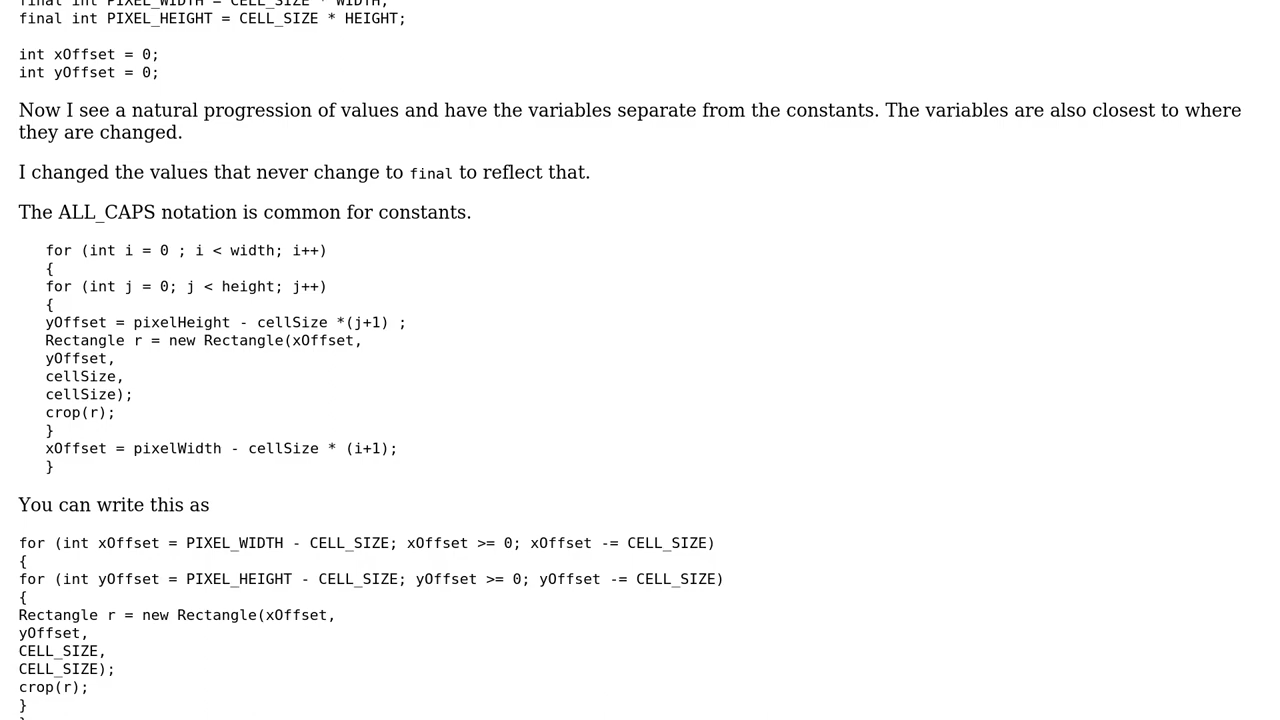 final int PIXEL_WIDTH = CELL_SIZE * WIDTH;
final int PIXEL_HEIGHT = CELL_SIZE * HEIGHT;
int xOffset = 0;
int yOffset = 0;
Now I see a natural progression of values and have the variables separate from the constants. The variables are also closest to where
they are changed.
I changed the values that never change to final to reflect that.
The ALL_CAPS notation is common for constants.
for (int i = 0 ; i < width; i++)
{
for (int j = 0; j < height; j++)
{
yOffset = pixelHeight - cellSize *(j+1) ;
Rectangle r = new Rectangle(xOffset,
yOffset,
cellSize,
cellSize);
crop(r);
}
xOffset = pixelWidth - cellSize * (i+1);
}
You can write this as
for (int xOffset = PIXEL_WIDTH - CELL_SIZE; xOffset >= 0; xOffset -= CELL_SIZE)
{
for (int yOffset = PIXEL_HEIGHT - CELL_SIZE; yOffset >= 0; yOffset -= CELL_SIZE)
{
Rectangle r = new Rectangle(xOffset,
yOffset,
CELL_SIZE,
CELL_SIZE);
crop(r);
}
}